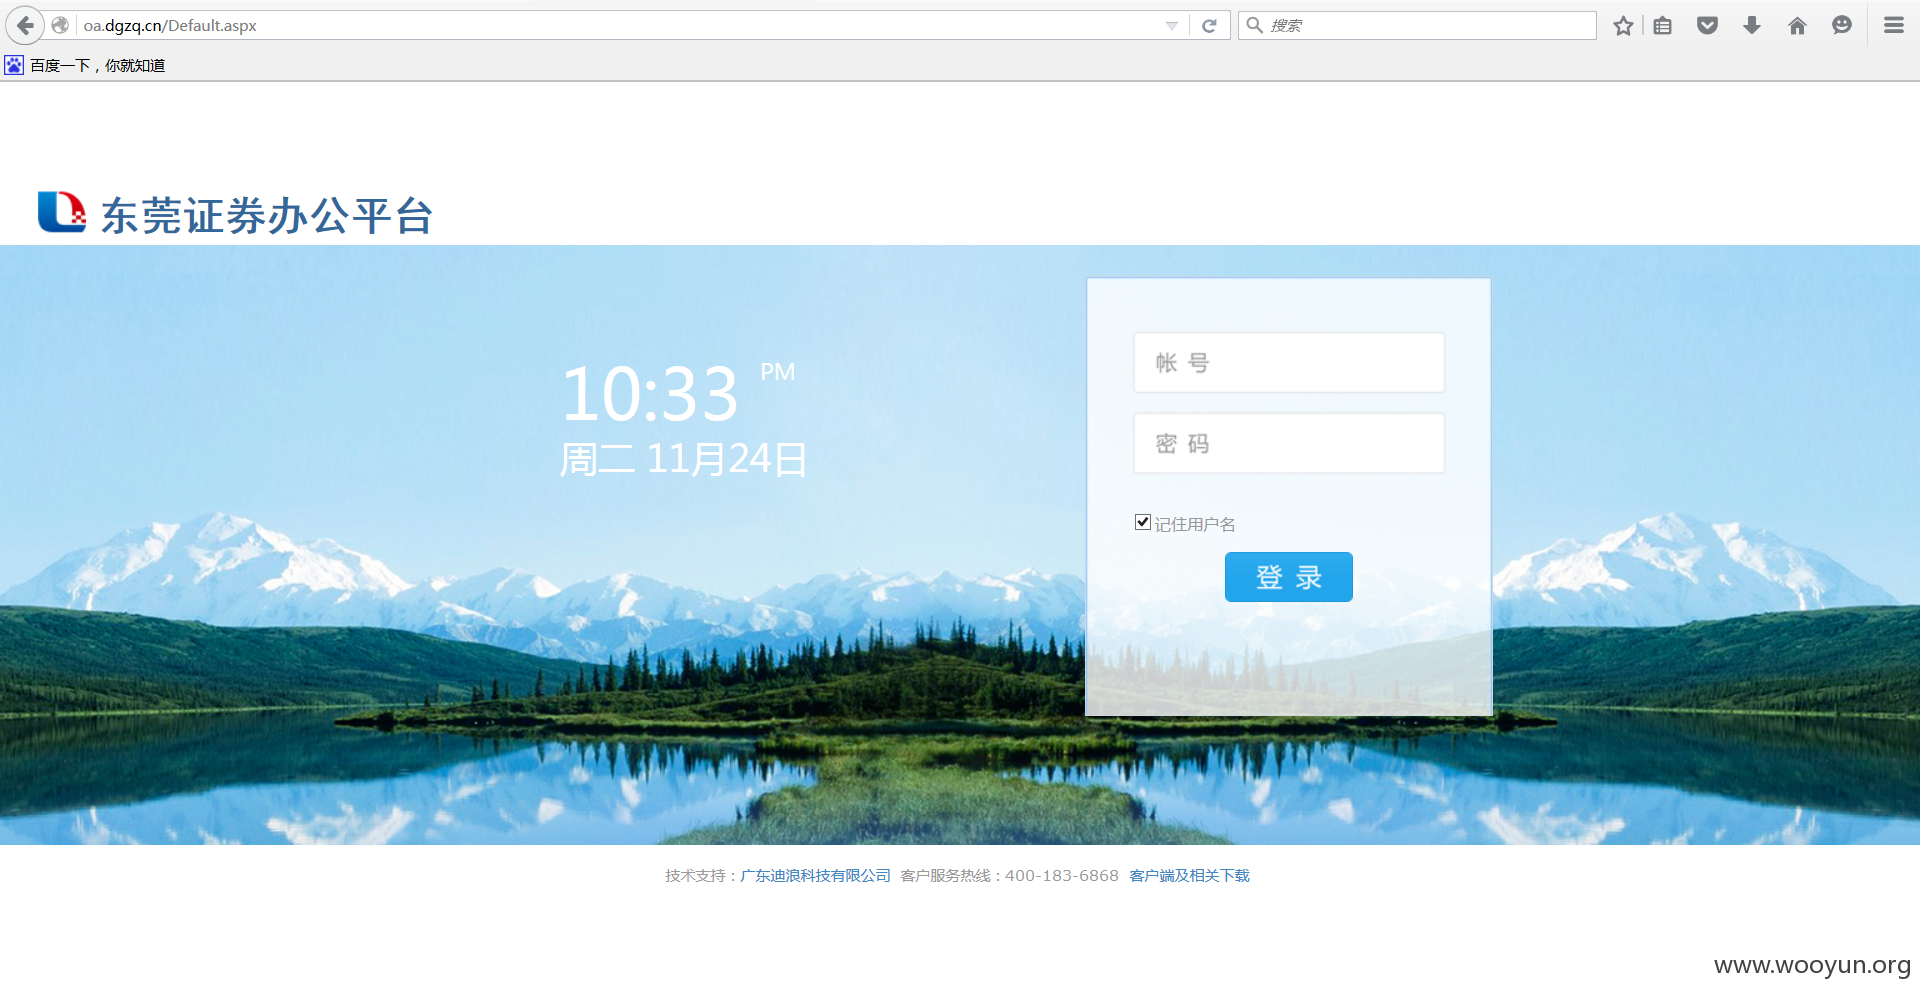 oa.dgzq.cn/Default.aspx
搜索
百度一下，你就知道
东莞证券办公平台
10:33 PM
周二 11月24日
帐 号
密 码
记住用户名
登 录
技术支持：广东迪浪科技有限公司 客户服务热线：400-183-6868 客户端及相关下载
www.wooyun.org